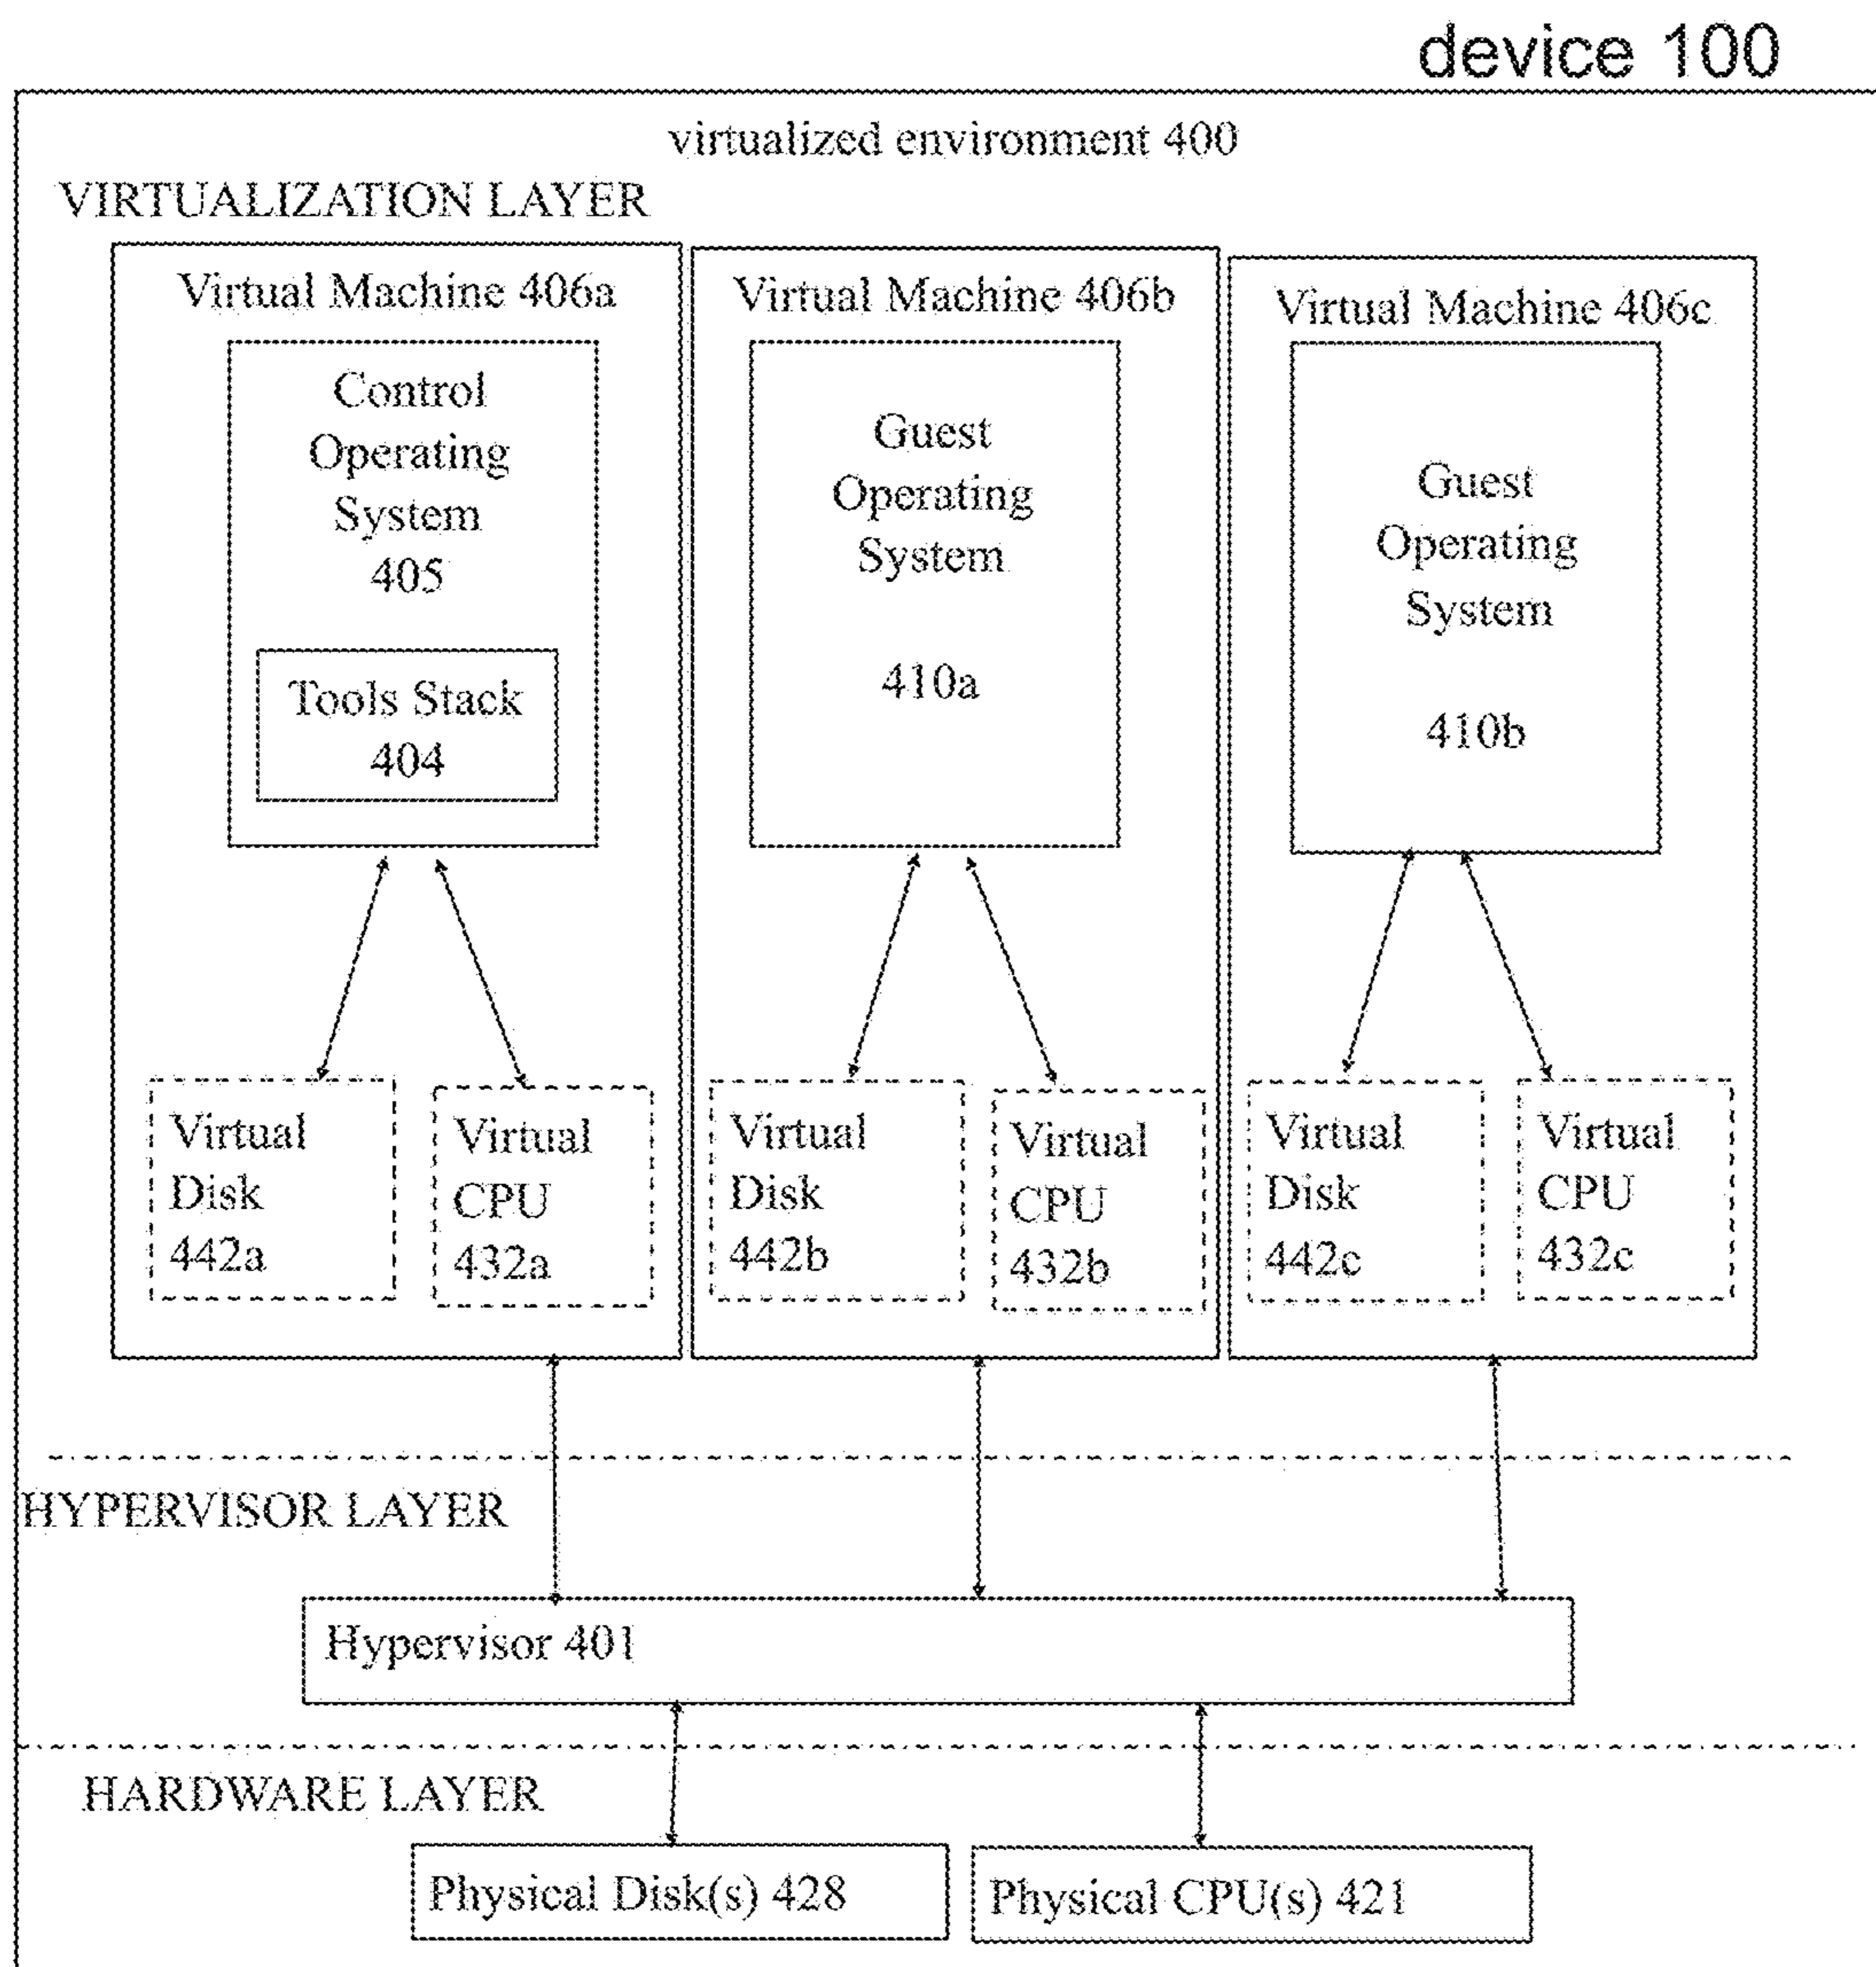 device 100
virtualized environment 400
VIRTUALIZATION LAYER
Virtual Machine 406a
Control
Operating
System
405
Tools Stack
404
Virtual
Disk
442a
Virtual
CPU
432a
Virtual Machine 406b
Guest
Operating
System
410a
Virtual
Disk
442b
Virtual
CPU
432b
Virtual Machine 406c
Guest
Operating
System
410b
Virtual
Disk
442c
Virtual
CPU
432c
HYPERVISOR LAYER
Hypervisor 401
HARDWARE LAYER
Physical Disk(s) 428
Physical CPU(s) 421